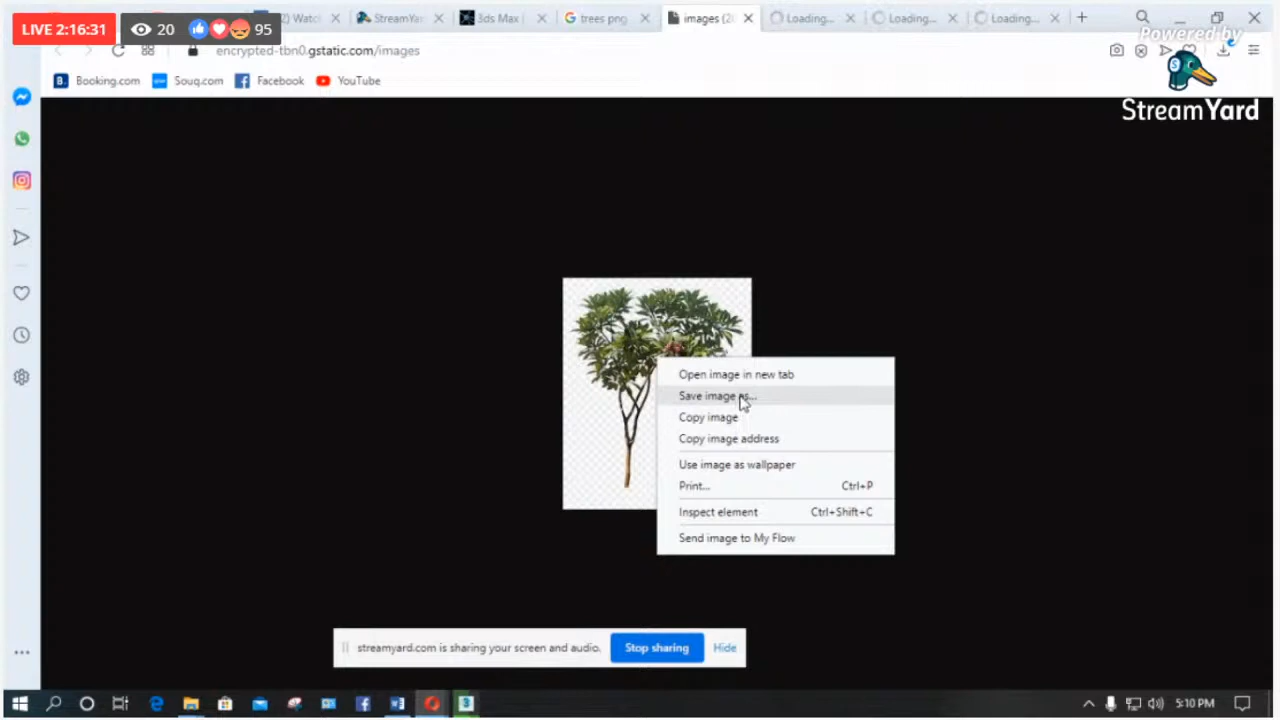 LIVE 2:16:31
20
95
StreamYar
3ds Max |
trees png
images (2
Loading...
Loading...
Loading...
Powered by
StreamYard
encrypted-tbn0.gstatic.com/images
Booking.com
Souq.com
Facebook
YouTube
Open image in new tab
Save image as...
Copy image
Copy image address
Use image as wallpaper
Print... Ctrl+P
Inspect element Ctrl+Shift+C
Send image to My Flow
streamyard.com is sharing your screen and audio.
Stop sharing
Hide
5:10 PM